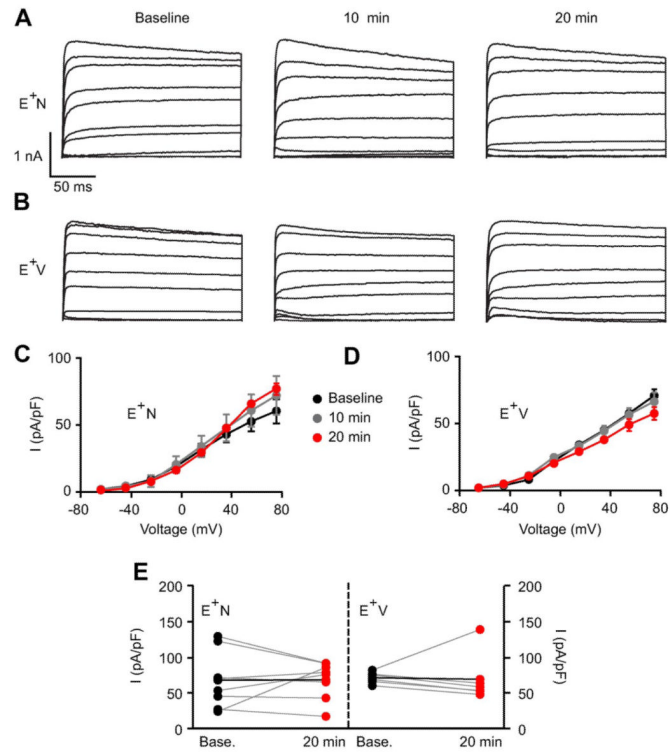 A
Baseline
10 min
20 min
E+N
1 nA
50 ms
B
E+V
C
100
50
0
I (pA/pF)
E+N
-80
-40
0
40
80
Voltage (mV)
Baseline
10 min
20 min
D
100
50
0
I (pA/pF)
E+V
-80
-40
0
40
80
Voltage (mV)
E
200
150
100
50
0
I (pA/pF)
E+N
E+V
200
150
100
50
0
I (pA/pF)
Base.
20 min
Base.
20 min